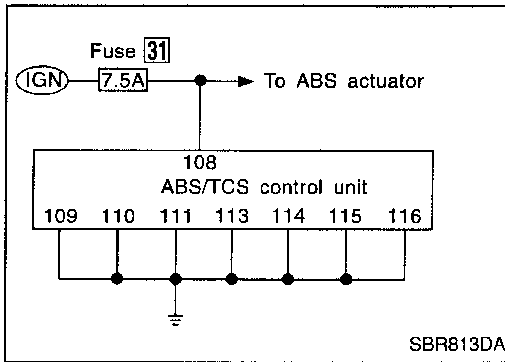 Fuse 31
IGN 7.5A To ABS actuator
108
ABS/TCS control unit
109 110 111 113 114 115 116
SBR813DA